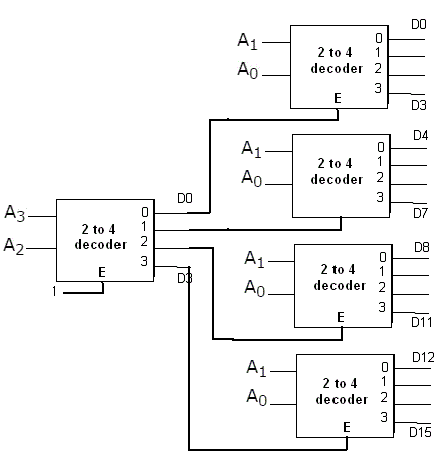 D0
A1 0
2 to 4 1
A0 decoder 2
3
E D3
D4
A1 0
2 to 4 1
A0 decoder 2
3
E D7
D0
A3 0
2 to 4 1
A2 decoder 2
E 3
D3
1
D8
A1 0
2 to 4 1
A0 decoder 2
3
E D11
D12
A1 0
2 to 4 1
A0 decoder 2
3
E D15